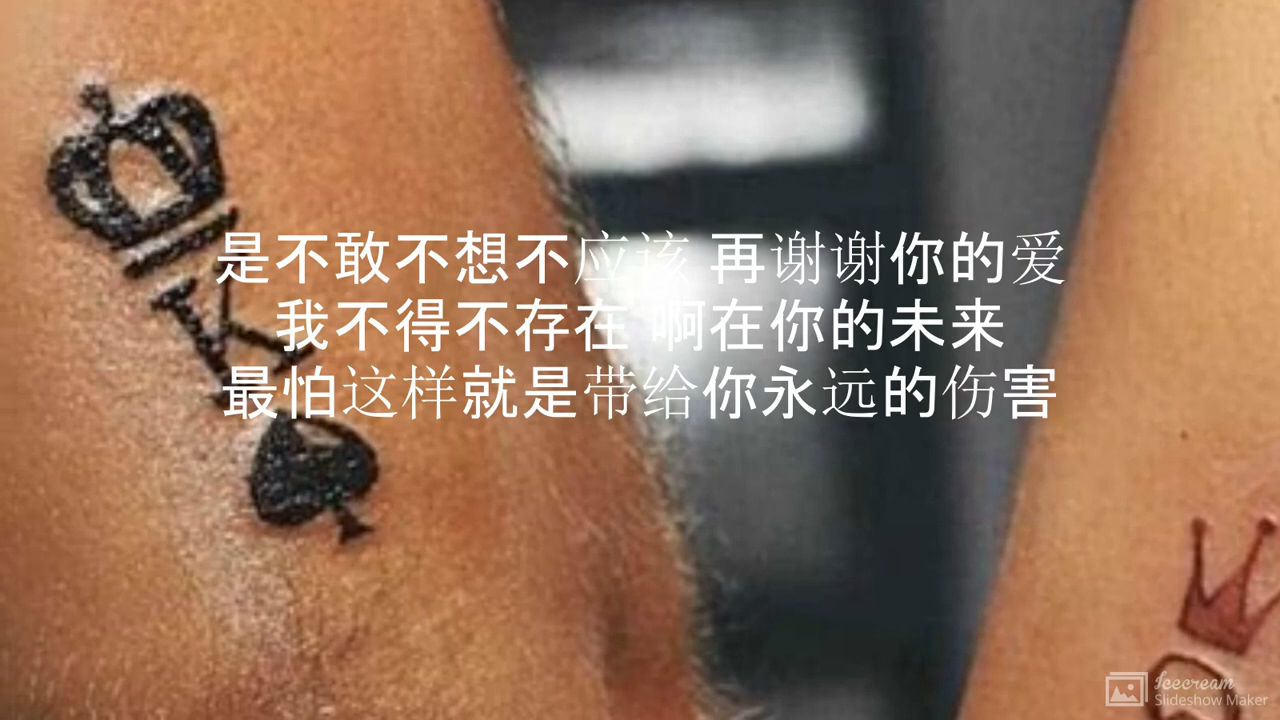 是不敢不想不应该 再谢谢你的爱
我不得不存在 啊在你的未来
最怕这样就是带给你永远的伤害
K
Icecream
Slideshow Maker